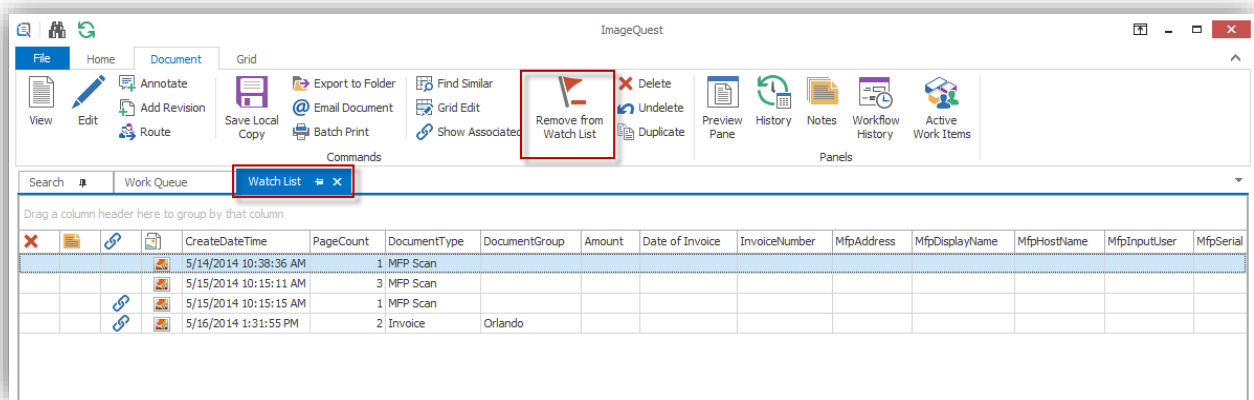 ImageQuest
File Home Document Grid
View
Edit
Annotate
Add Revision
Route
Save Local
Copy
Export to Folder
Email Document
Batch Print
Find Similar
Grid Edit
Show Associated
Remove from
Watch List
Delete
Undelete
Duplicate
Preview
Pane
History
Notes
Workflow
History
Active
Work Items
Commands
Panels
Search Work Queue Watch List
Drag a column header here to group by that column
CreateDateTime PageCount DocumentType DocumentGroup Amount Date of Invoice InvoiceNumber MfpAddress MfpDisplayName MfpHostName MfpInputUser MfpSerial
5/14/2014 10:38:36 AM 1 MFP Scan
5/15/2014 10:15:11 AM 3 MFP Scan
5/15/2014 10:15:15 AM 1 MFP Scan
5/16/2014 1:31:55 PM 2 Invoice Orlando